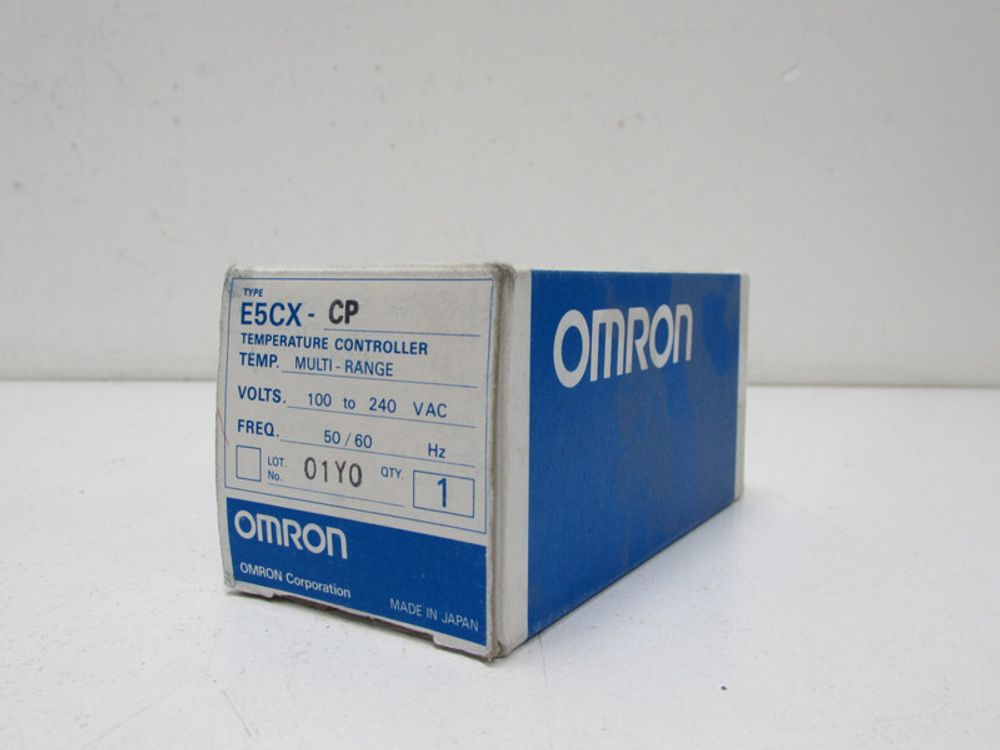 TYPE
E5CX - CP
TEMPERATURE CONTROLLER
TEMP. MULTI - RANGE
VOLTS. 100 to 240 VAC
FREQ. 50 / 60 Hz
LOT No. 01Y0 QTY. 1
OMRON
OMRON Corporation
MADE IN JAPAN
OMRON